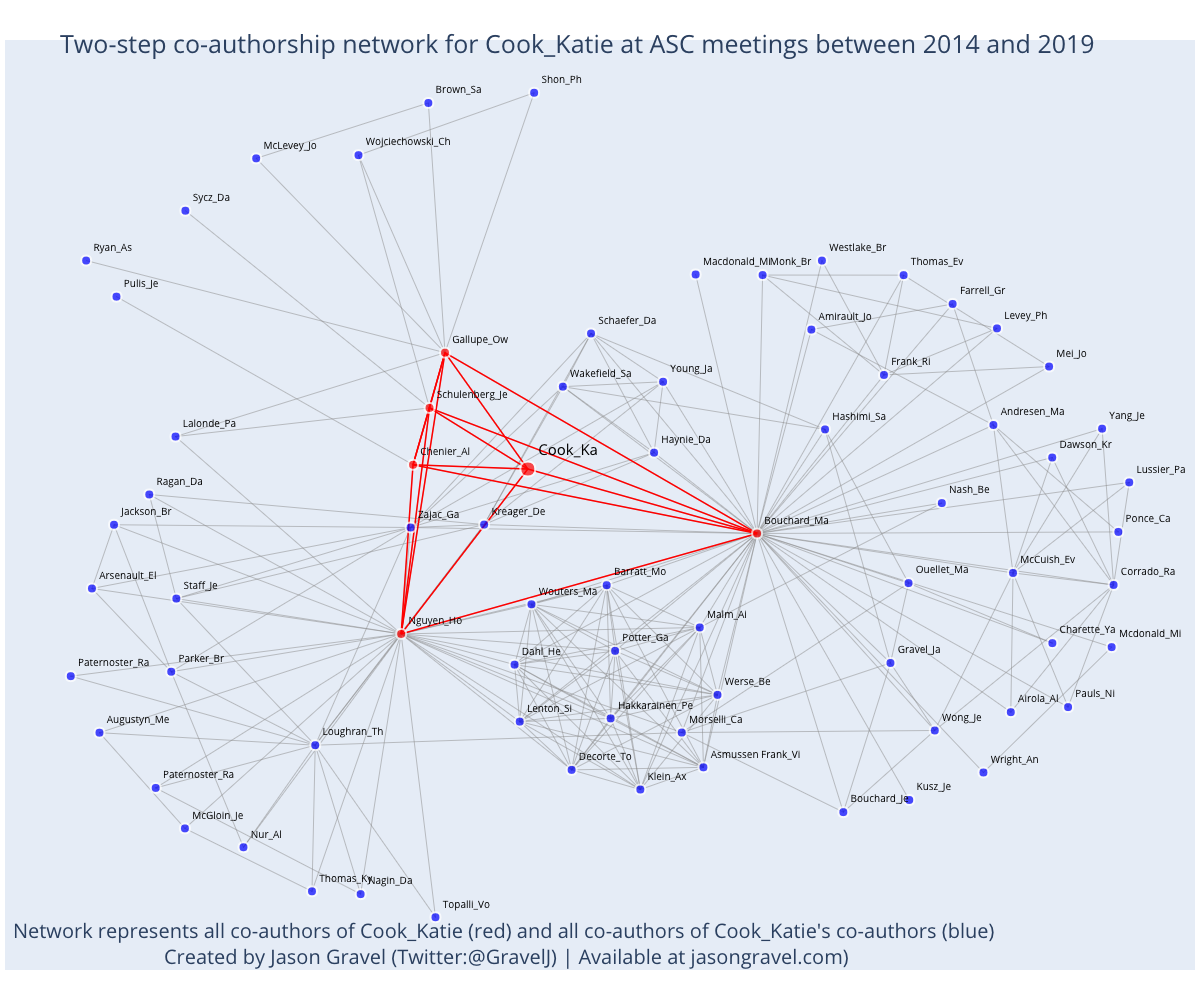 Two-step co-authorship network for Cook_Katie at ASC meetings between 2014 and 2019
Shon_Ph
Brown_Sa
Wojciechowski_Ch
McLevey_Jo
Sycz_Da
Ryan_As
Westlake_Br
Macdonald_Mi
Monk_Br
Thomas_Ev
Pulis_Je
Farrell_Gr
Levey_Ph
Amirault_Jo
Schaefer_Da
Gallupe_Ow
Mei_Jo
Frank_Ri
Young_Ja
Wakefield_Sa
Schulenberg_Je
Andresen_Ma
Hashimi_Sa
Yang_Je
Lalonde_Pa
Haynie_Da
Dawson_Kr
Chenier_Al
Cook_Ka
Lussier_Pa
Ragan_Da
Nash_Be
Jackson_Br
Zajac_Ga
Kreager_De
Bouchard_Ma
Ponce_Ca
McCuish_Ev
Ouellet_Ma
Corrado_Ra
Arsenault_El
Staff_Je
Barratt_Mo
Wouters_Ma
Nguyen_Ho
Malm_Ai
Charette_Ya
Mcdonald_Mi
Potter_Ga
Dahl_He
Gravel_Ja
Paternoster_Ra
Parker_Br
Werse_Be
Pauls_Ni
Airola_Al
Lenton_Si
Hakkarainen_Pe
Morselli_Ca
Wong_Je
Augustyn_Me
Loughran_Th
Decorte_To
Asmussen Frank_Vi
Wright_An
Paternoster_Ra
Klein_Ax
Kusz_Je
Bouchard_Je
McGloin_Je
Nur_Al
Thomas_Ky
Nagin_Da
Topalli_Vo
Network represents all co-authors of Cook_Katie (red) and all co-authors of Cook_Katie's co-authors (blue)
Created by Jason Gravel (Twitter:@GravelJ) | Available at jasongravel.com)